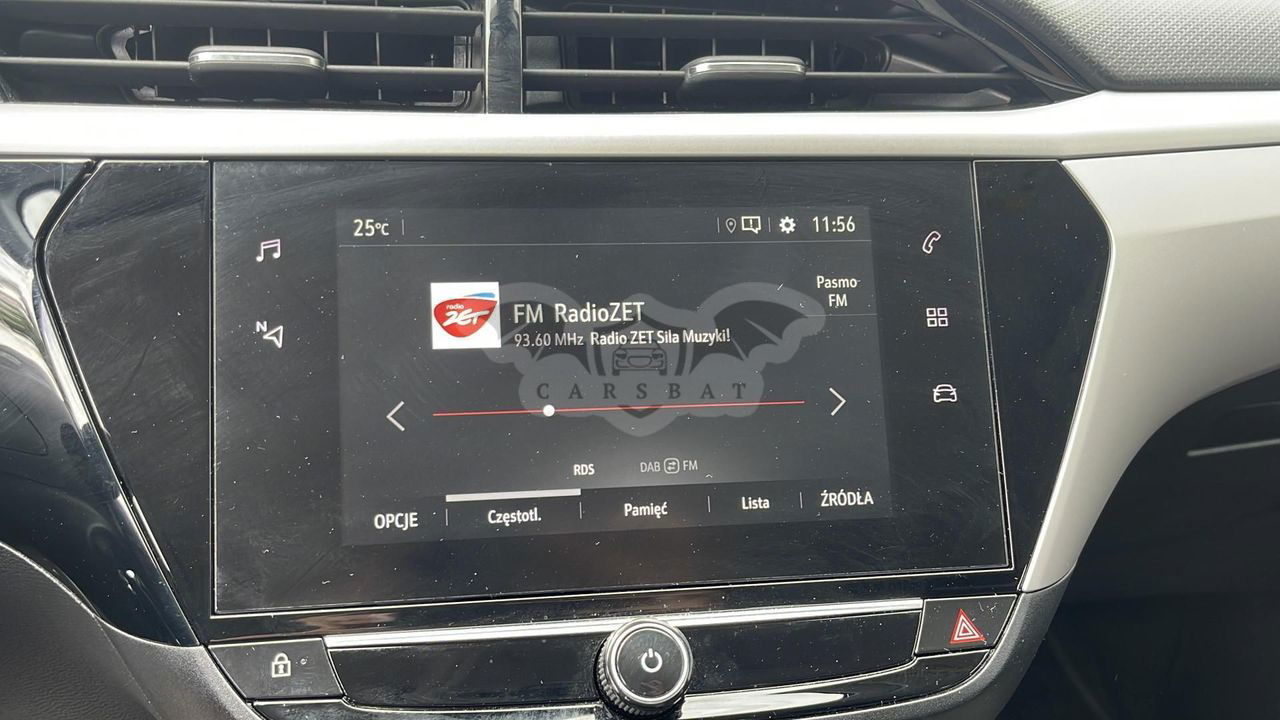 25°C
11:56
N
radio
ZET
FM RadioZET
93.60 MHz Radio ZET Sila Muzyki!
Pasmo
FM
CARSBAT
RDS
DAB FM
OPCJE
Częstotl.
Pamięć
Lista
ŹRÓDŁA